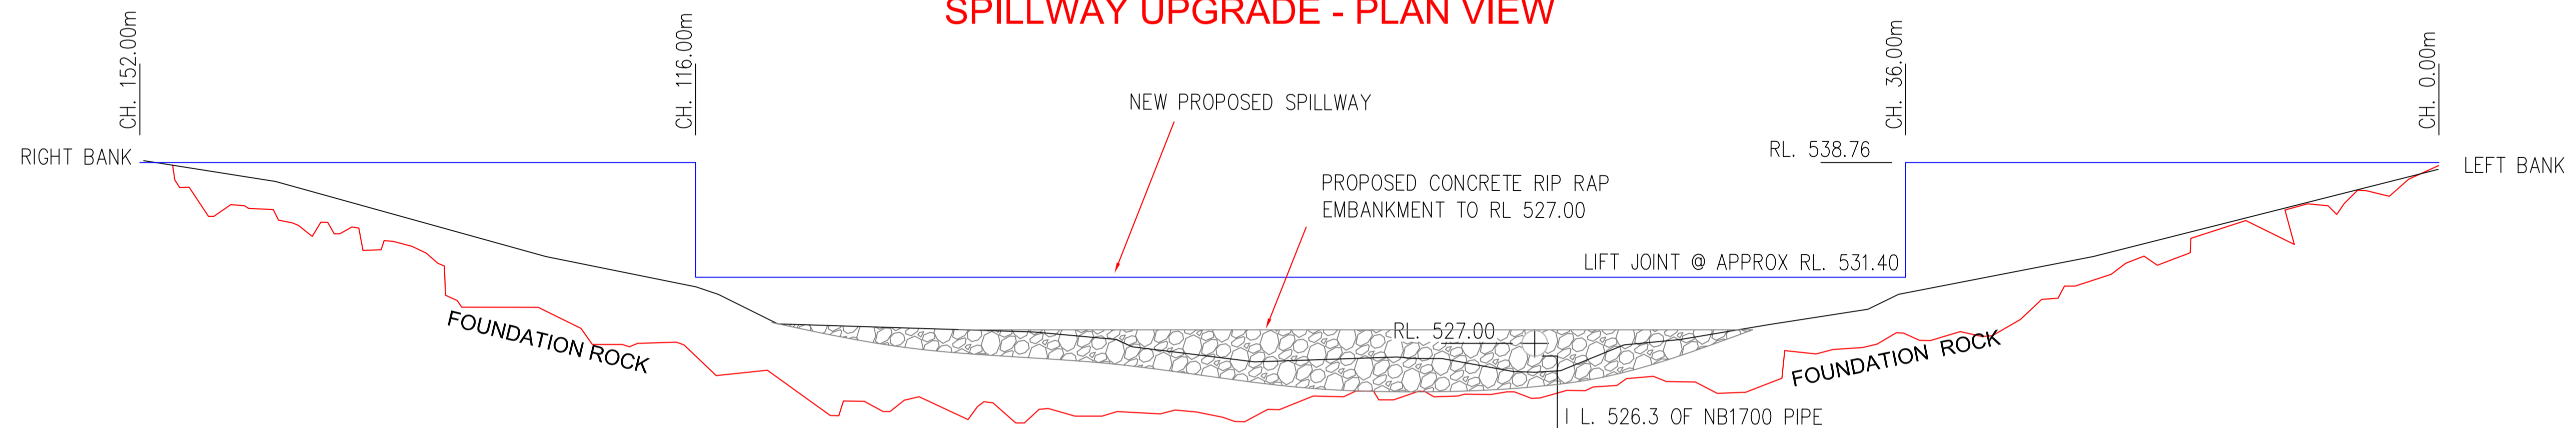 SPILLWAY UPGRADE - PLAN VIEW
CH. 152.00m
CH. 116.00m
CH. 36.00m
CH. 0.00m
NEW PROPOSED SPILLWAY
RIGHT BANK
RL. 538.76
LEFT BANK
PROPOSED CONCRETE RIP RAP
EMBANKMENT TO RL 527.00
LIFT JOINT @ APPROX RL. 531.40
FOUNDATION ROCK
RL. 527.00
FOUNDATION ROCK
I L. 526.3 OF NB1700 PIPE